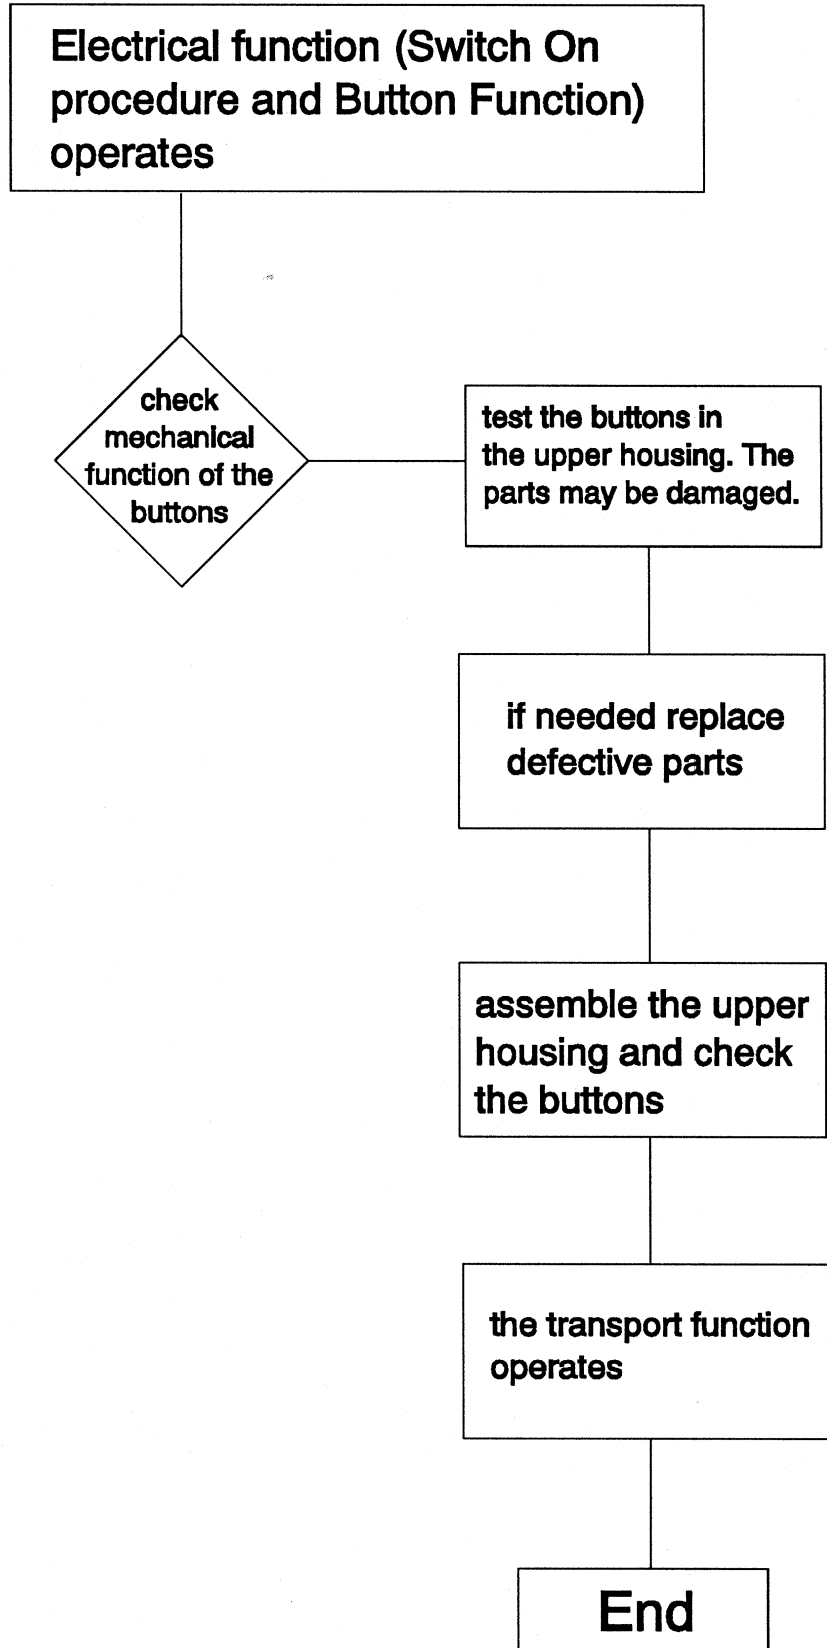 Electrical function (Switch On
procedure and Button Function)
operates
check
mechanical
function of the
buttons
test the buttons in
the upper housing. The
parts may be damaged.
if needed replace
defective parts
assemble the upper
housing and check
the buttons
the transport function
operates
End